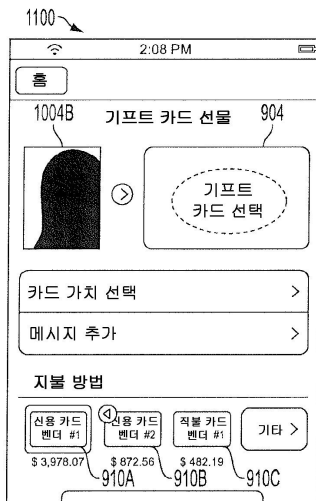 1100
2:08 PM
홈
1004B
기프트 카드 선물
904
기프트
카드 선택
카드 가치 선택 >
메시지 추가 >
지불 방법
신용 카드
벤더 #1
신용 카드
벤더 #2
직불 카드
벤더 #1
기타 >
$ 3,978.07
$ 872.56
$ 482.19
910A
910B
910C